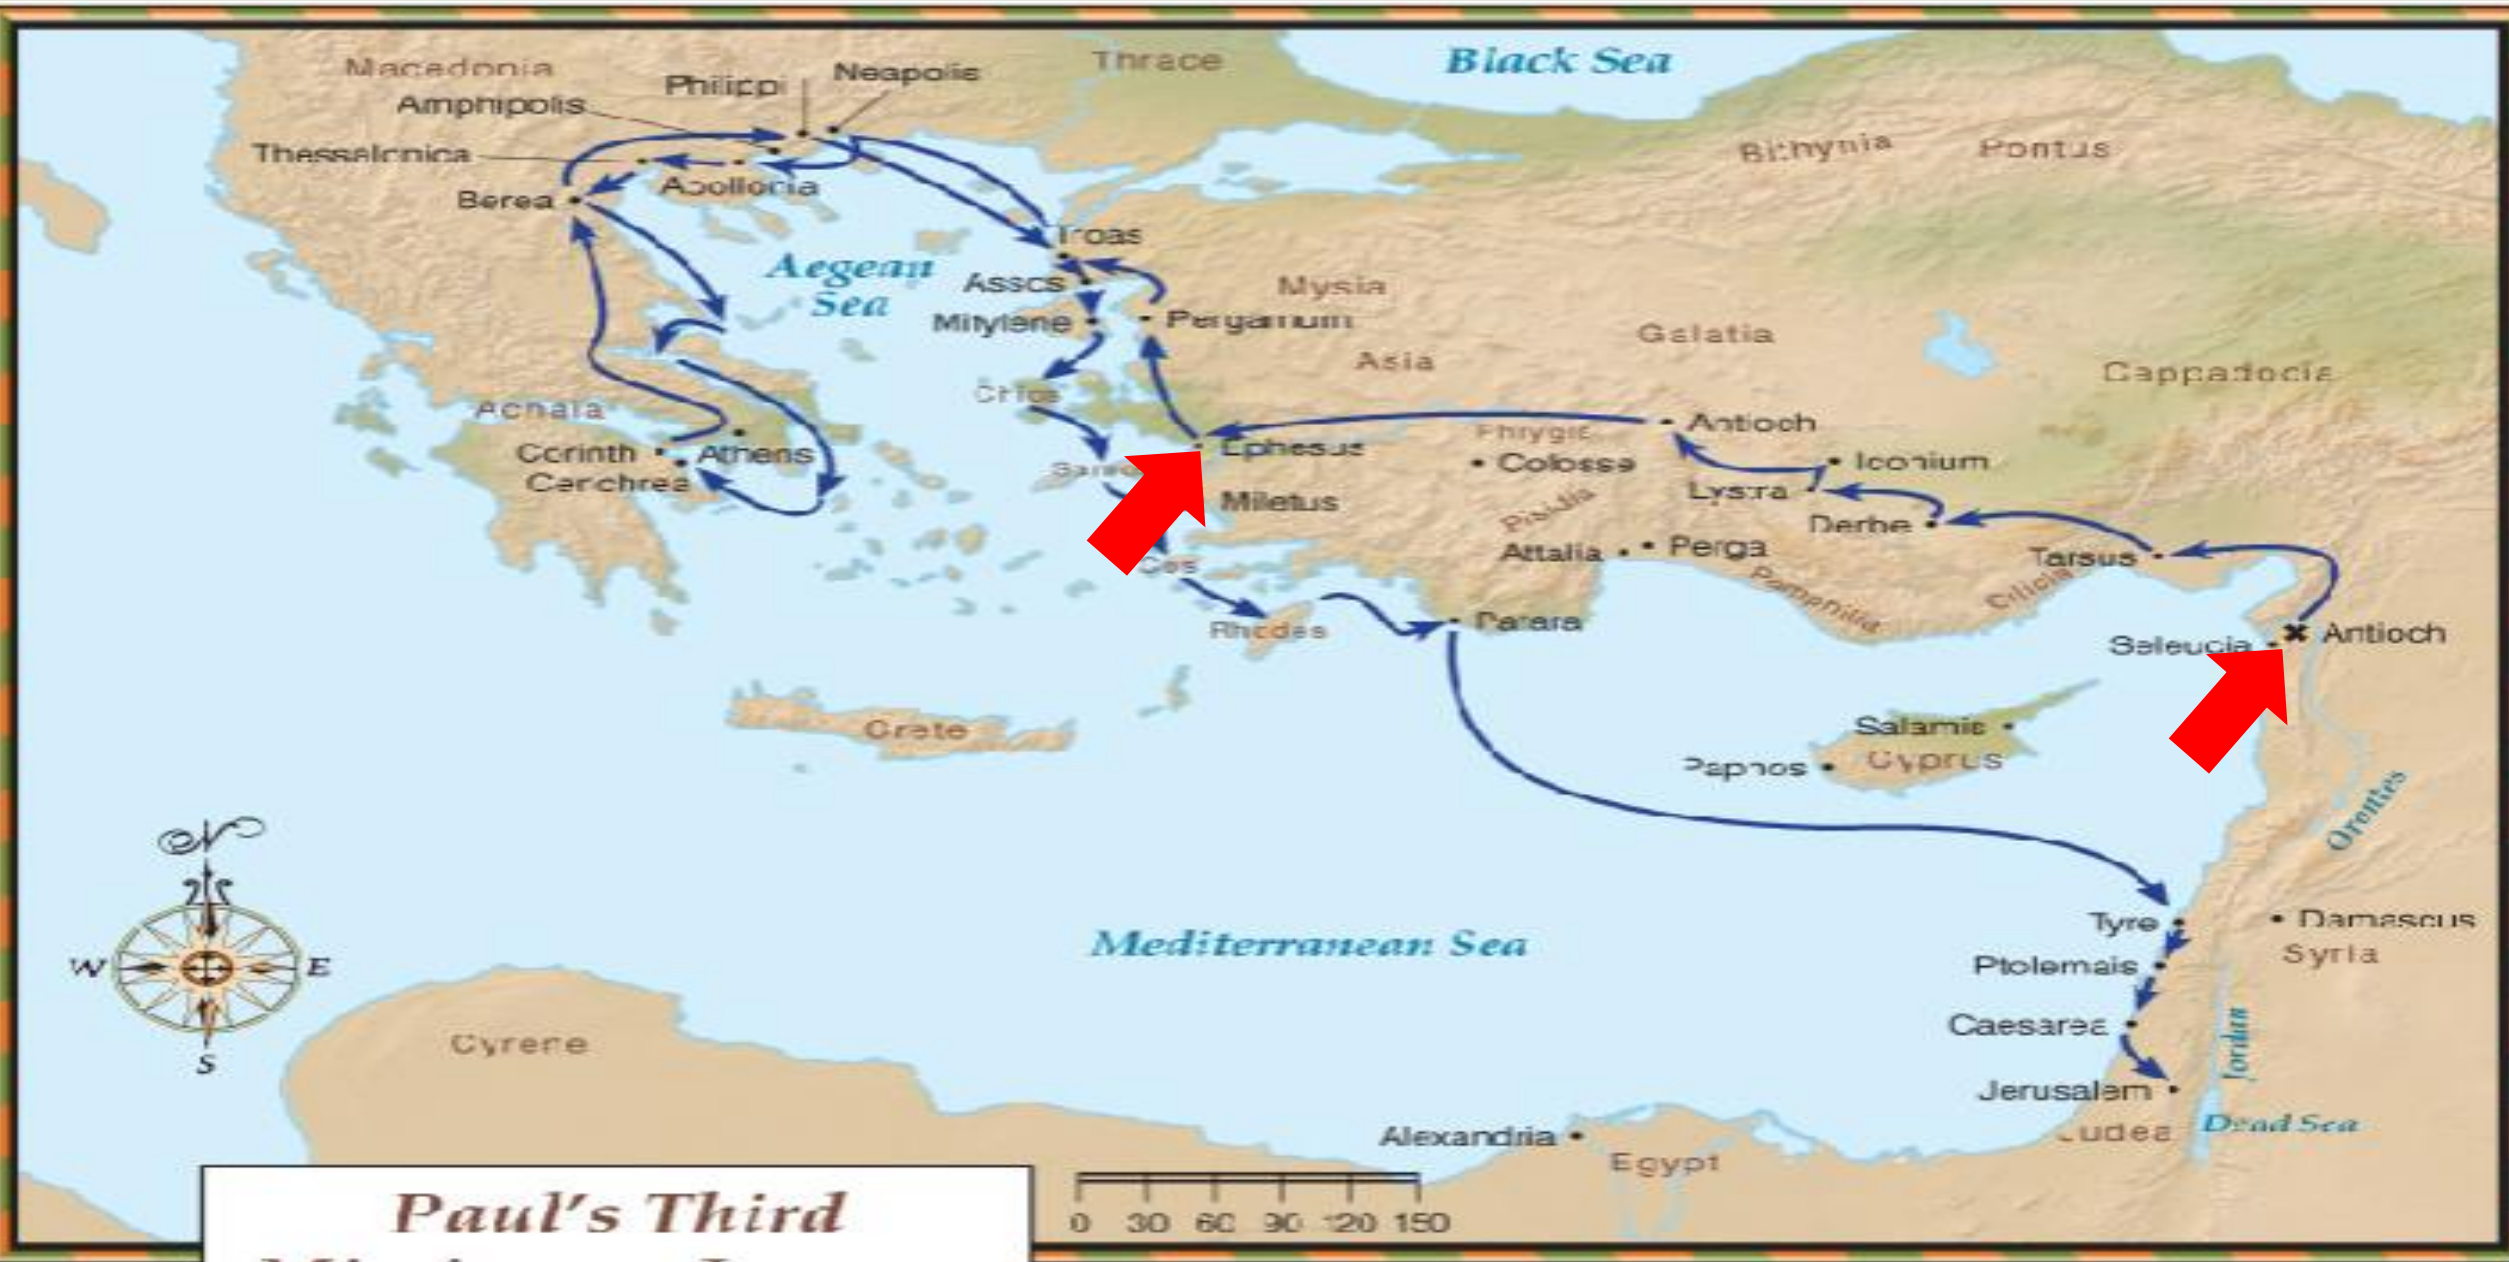 Black Sea
Thrace
Macedonia
Philippi
Neapolis
Amphipolis
Thessalonica
Apollonia
Berea
Bithynia
Pontus
Troas
Aegean
Sea
Assos
Mysia
Mitylene
Pergamum
Galatia
Asia
Cappadocia
Chios
Achaia
Antioch
Phrygia
Corinth
Athens
Ephesus
Colosse
Iconium
Cenchrea
Lystra
Miletus
Pisidia
Derbe
Attalia
Perga
Tarsus
Cos
Pamphilia
Cilicia
Rhodes
Patara
Seleucia
Antioch
Crete
Salamis
Cyprus
Paphos
Orontes
N
W
E
S
Mediterranean Sea
Tyre
Damascus
Syria
Ptolemais
Caesarea
Jordan
Cyrene
Jerusalem
Dead Sea
Judea
Alexandria
Egypt
0 30 60 90 120 150
Paul's Third